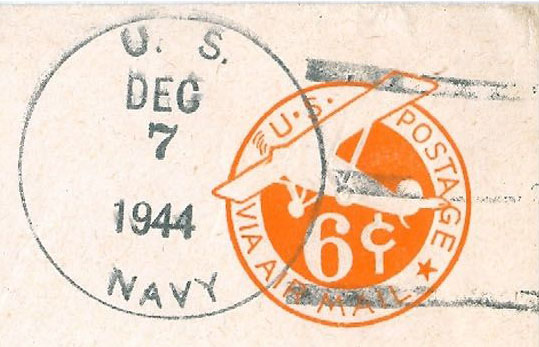 U. S.
DEC
7
1944
NAVY
U.S. POSTAGE
6¢
VIA AIR MAIL